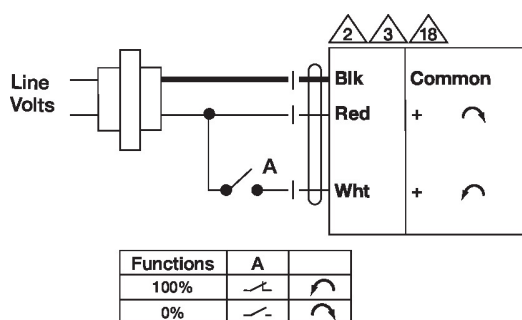 2 3 18
Line
Volts
Blk Common
Red +
A
Wht +
Functions A
100%
0%